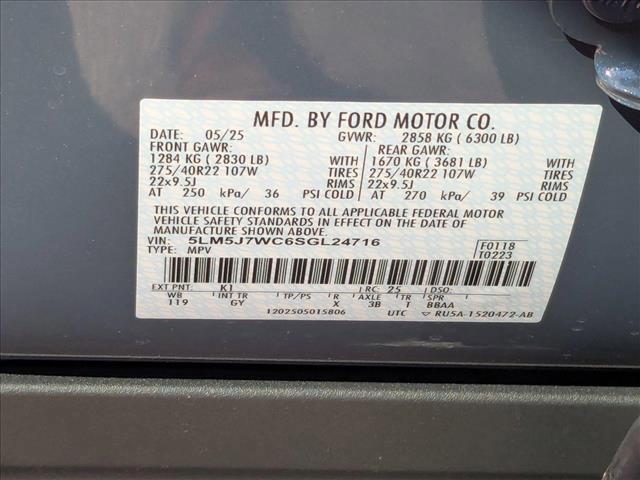 MFD. BY FORD MOTOR CO.
DATE: 05/25 GVWR: 2858 KG ( 6300 LB)
FRONT GAWR: REAR GAWR:
1284 KG ( 2830 LB) WITH 1670 KG ( 3681 LB) WITH
275/40R22 107W TIRES 275/40R22 107W TIRES
22x9.5J RIMS 22x9.5J RIMS
AT 250 kPa/ 36 PSI COLD AT 270 kPa/ 39 PSI COLD
THIS VEHICLE CONFORMS TO ALL APPLICABLE FEDERAL MOTOR
VEHICLE SAFETY STANDARDS IN EFFECT ON THE DATE OF
MANUFACTURE SHOWN ABOVE.
VIN: 5LM5J7WC6SGL24716 F0118
TYPE: MPV T0223
EXT PNT: K1 RC: 25 DSO:
WB INT TR TP/PS R AXLE TR SPR
119 GY X 3B T BBAA
1202505015806 UTC ▽ RU5A-1520472-AB